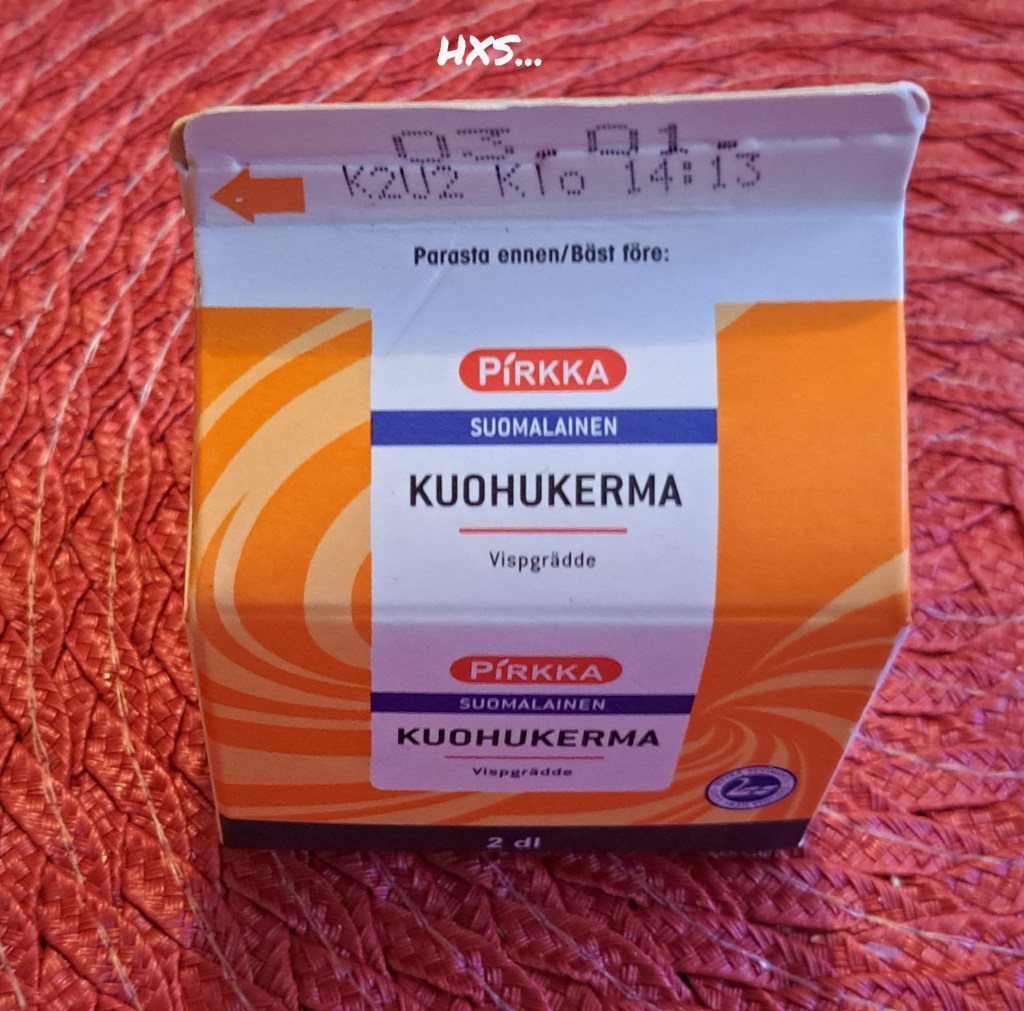 HXS...
03.01.
K2U2 Klo 14:13
Parasta ennen/Bäst före:
PIRKKA
SUOMALAINEN
KUOHUKERMA
Vispgrädde
PIRKKA
SUOMALAINEN
KUOHUKERMA
Vispgrädde
2 dl